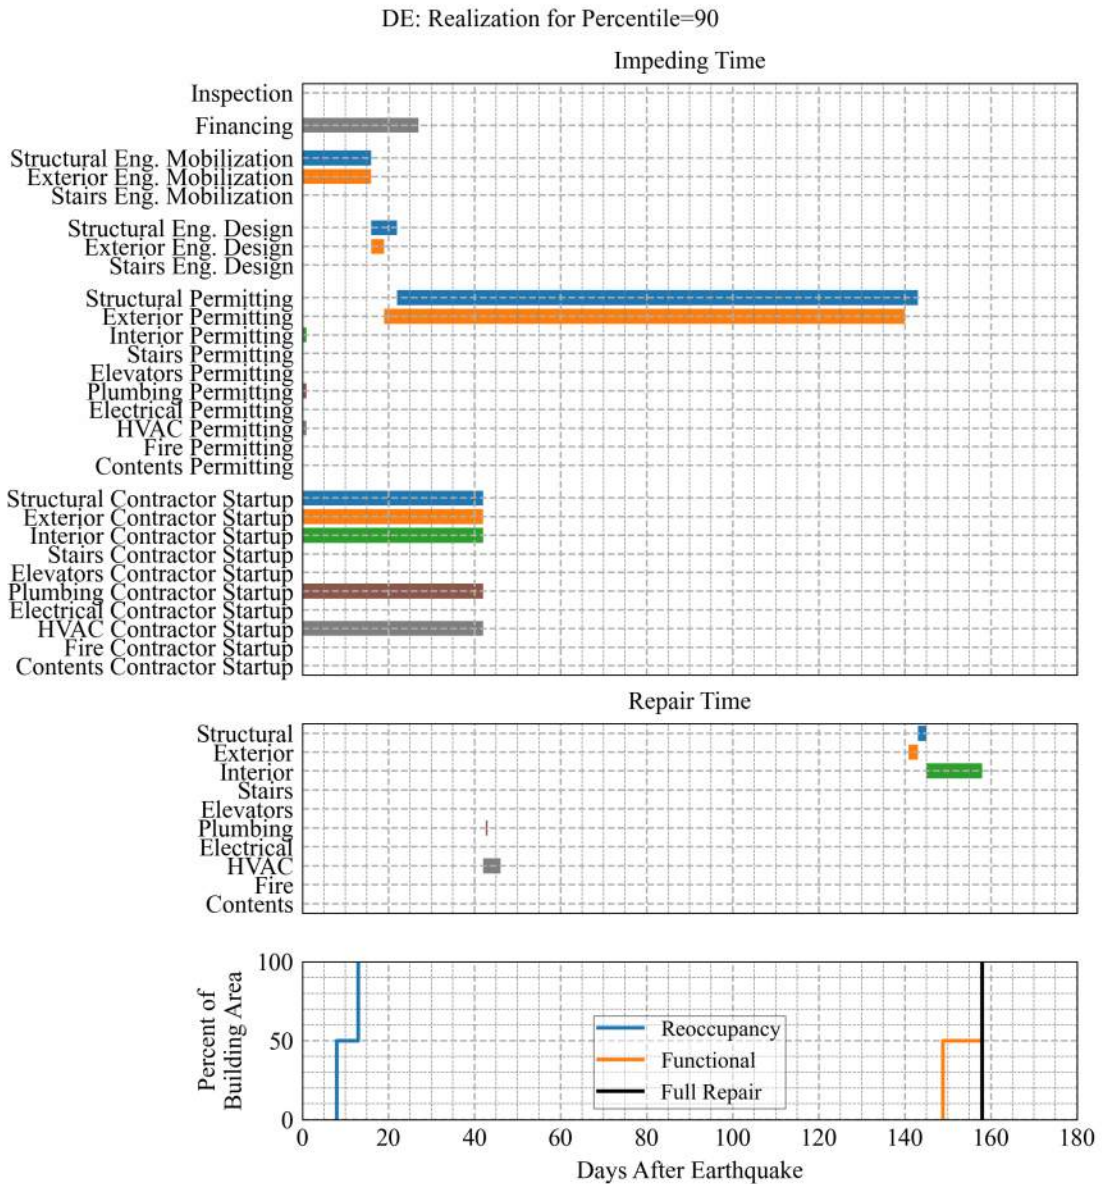 DE: Realization for Percentile=90
Impeding Time
Inspection
Financing
Structural Eng. Mobilization
Exterior Eng. Mobilization
Stairs Eng. Mobilization
Structural Eng. Design
Exterior Eng. Design
Stairs Eng. Design
Structural Permitting
Exterior Permitting
Interior Permitting
Stairs Permitting
Elevators Permitting
Plumbing Permitting
Electrical Permitting
HVAC Permitting
Fire Permitting
Contents Permitting
Structural Contractor Startup
Exterior Contractor Startup
Interior Contractor Startup
Stairs Contractor Startup
Elevators Contractor Startup
Plumbing Contractor Startup
Electrical Contractor Startup
HVAC Contractor Startup
Fire Contractor Startup
Contents Contractor Startup
Repair Time
Structural
Exterior
Interior
Stairs
Elevators
Plumbing
Electrical
HVAC
Fire
Contents
Percent of
Building Area
100
50
0
Reoccupancy
Functional
Full Repair
0 20 40 60 80 100 120 140 160 180
Days After Earthquake